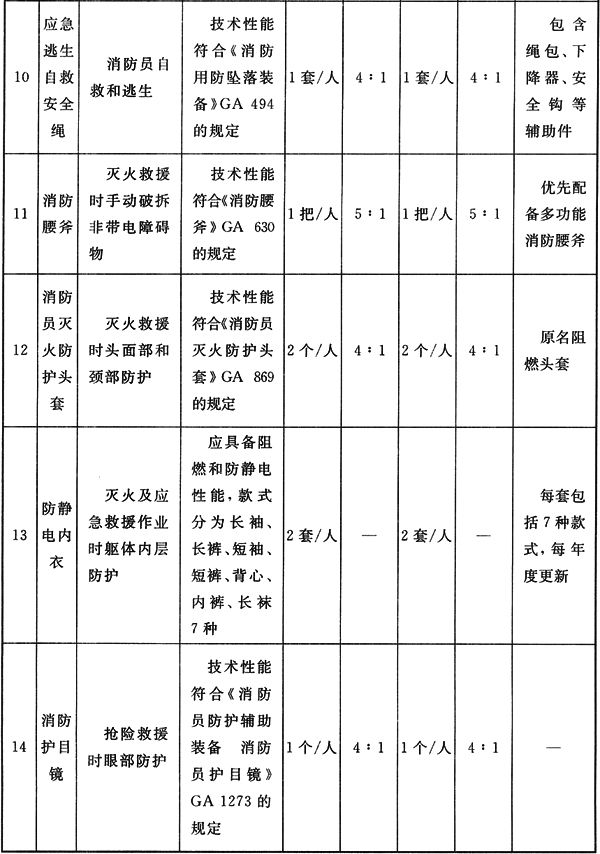 10
应急
逃生
自救
安全
绳
消防员自
救和逃生
技术性能
符合《消防
用防坠落装
备》GA 494
的规定
1套/人
4∶1
1套/人
4∶1
包含
绳包、下
降器、安
全钩等
辅助件
11
消防
腰斧
灭火救援
时手动破拆
非带电障碍
物
技术性能
符合《消防腰
斧》GA 630
的规定
1把/人
5∶1
1把/人
5∶1
优先配
备多功能
消防腰斧
12
消防
员灭
火防
护头
套
灭火救援
时头面部和
颈部防护
技术性能
符合《消防员
灭火防护头
套》GA 869
的规定
2个/人
4∶1
2个/人
4∶1
原名阻
燃头套
13
防静
电内
衣
灭火及应
急救援作业
时躯体内层
防护
应具备阻
燃和防静电
性能，款式
分为长袖、
长裤、短袖、
短裤、背心、
内裤、长袜
7种
2套/人
—
2套/人
—
每套包
括7种款
式，每年
度更新
14
消防
护目
镜
抢险救援
时眼部防护
技术性能
符合《消防
员防护辅助
装备 消防
员护目镜》
GA 1273的
规定
1个/人
4∶1
1个/人
4∶1
—